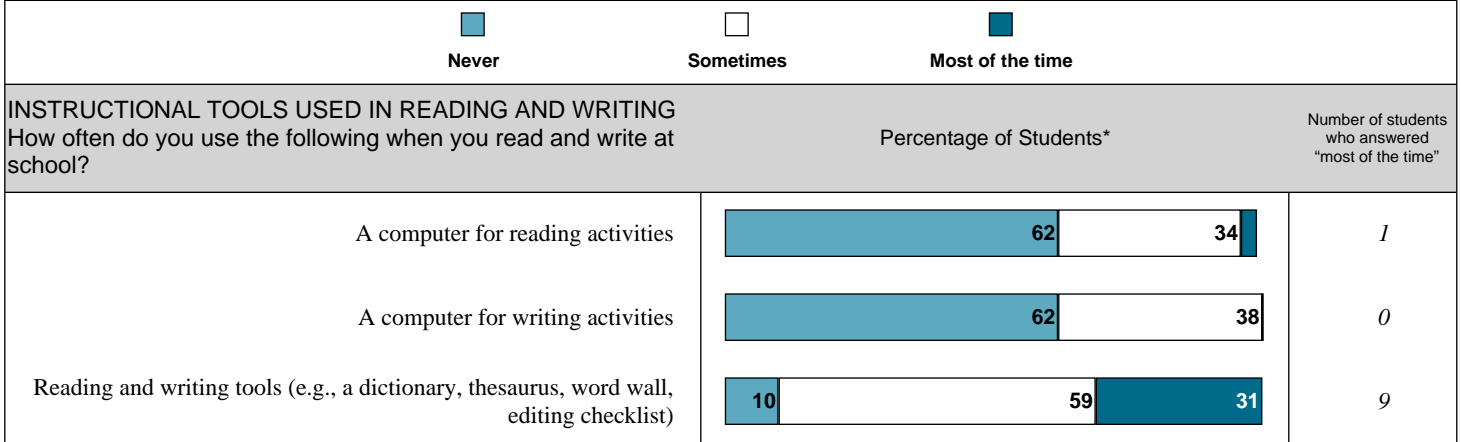 Never Sometimes Most of the time
INSTRUCTIONAL TOOLS USED IN READING AND WRITING
How often do you use the following when you read and write at
school?
Percentage of Students*
Number of students
who answered
“most of the time”
A computer for reading activities 62 34 1
A computer for writing activities 62 38 0
Reading and writing tools (e.g., a dictionary, thesaurus, word wall,
editing checklist) 10 59 31 9